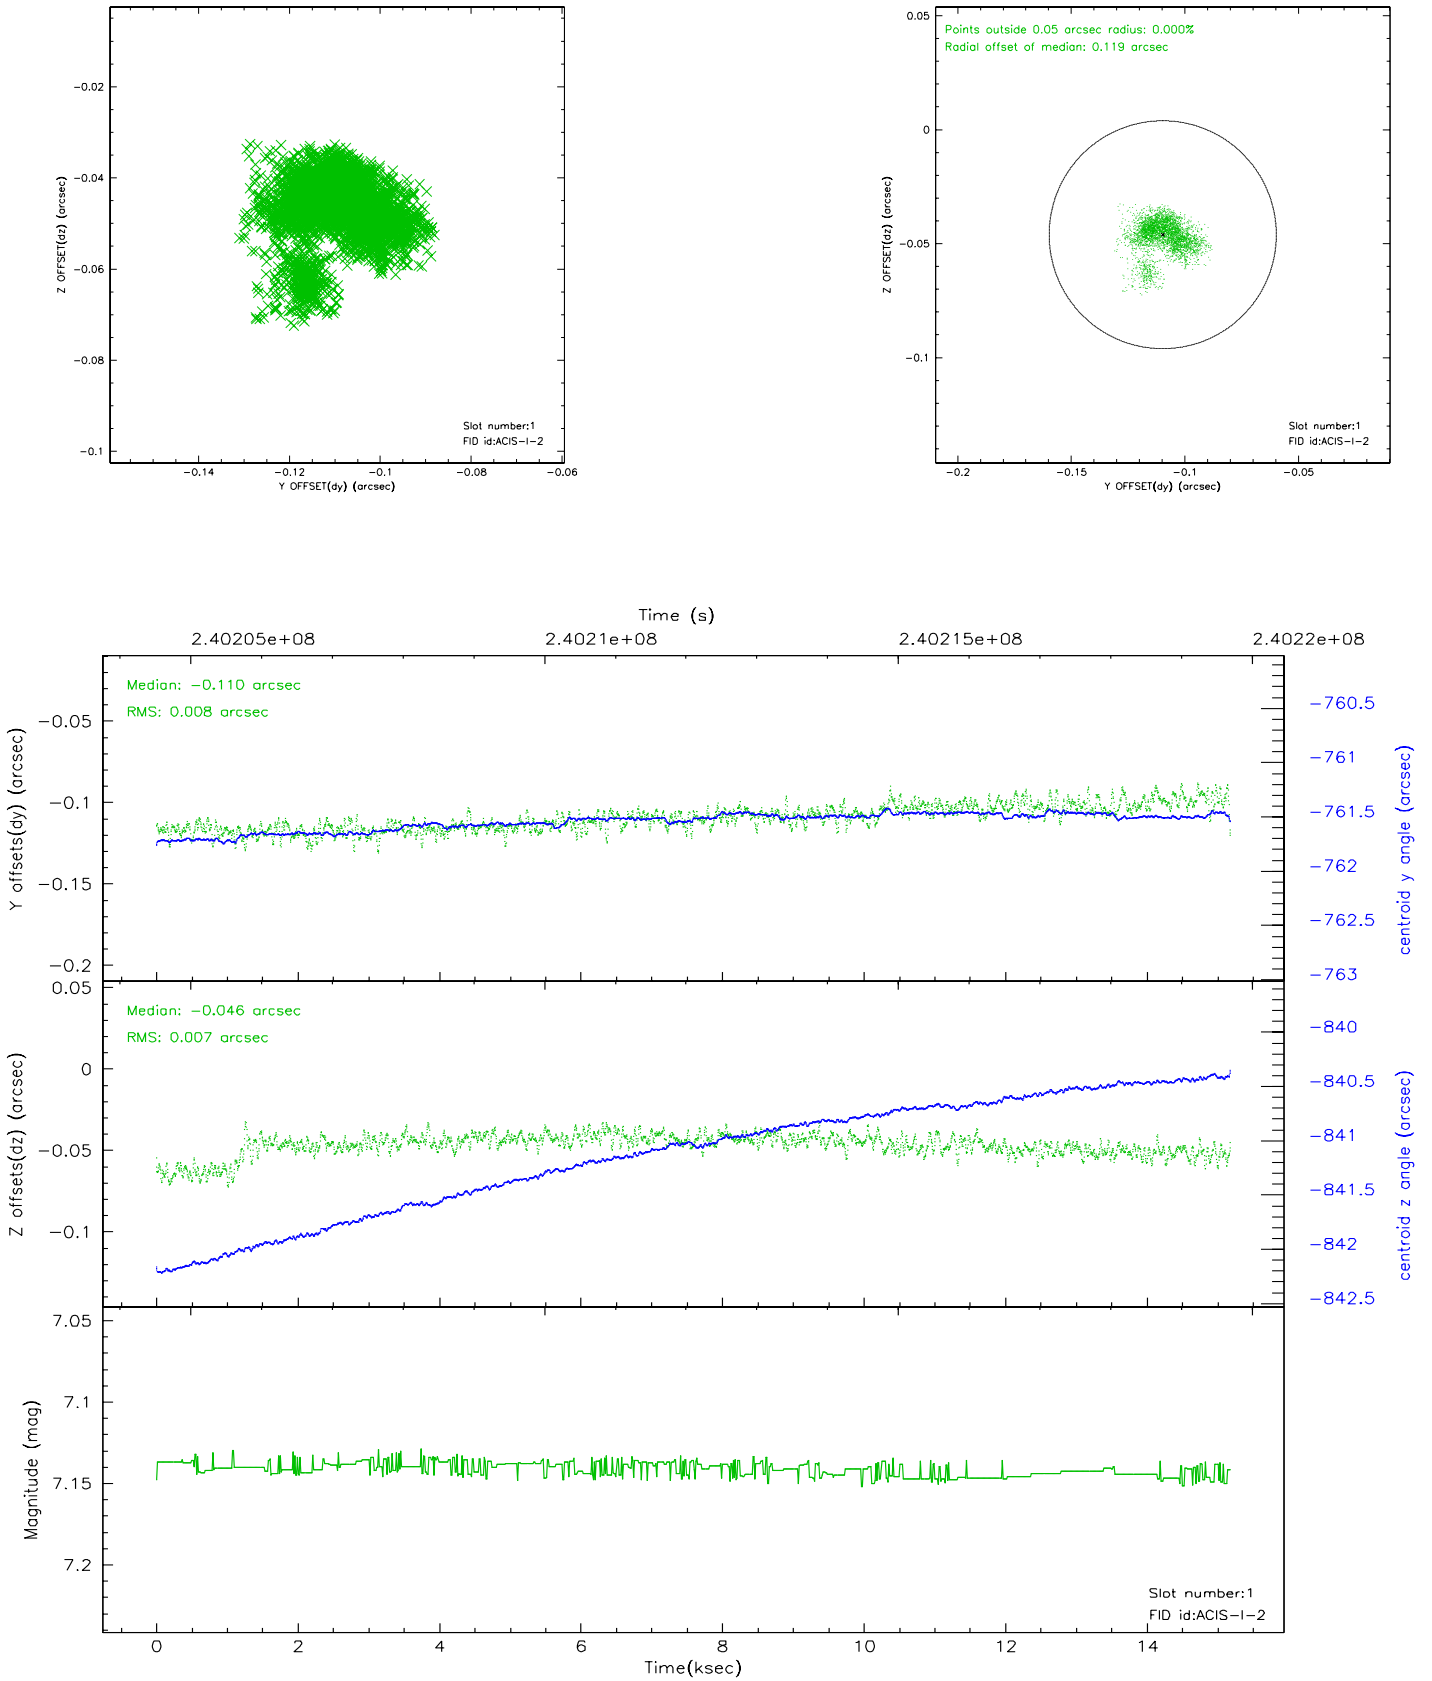 −0.02
−0.04
−0.06
−0.08
−0.1
Z OFFSET(dz) (arcsec)
Slot number:1
FID id:ACIS−I−2
−0.14 −0.12 −0.1 −0.08 −0.06
Y OFFSET(dy) (arcsec)
Points outside 0.05 arcsec radius: 0.000%
Radial offset of median: 0.119 arcsec
0.05
0
−0.05
−0.1
Z OFFSET(dz) (arcsec)
Slot number:1
FID id:ACIS−I−2
−0.2 −0.15 −0.1 −0.05
Y OFFSET(dy) (arcsec)
Time (s)
2.40205e+08 2.4021e+08 2.40215e+08 2.4022e+08
Median: −0.110 arcsec
RMS: 0.008 arcsec
−0.05
−0.1
−0.15
−0.2
Y offsets(dy) (arcsec)
−760.5
−761
−761.5
−762
−762.5
−763
centroid y angle (arcsec)
Median: −0.046 arcsec
RMS: 0.007 arcsec
0.05
0
−0.05
−0.1
Z offsets(dz) (arcsec)
−840
−840.5
−841
−841.5
−842
−842.5
centroid z angle (arcsec)
7.05
7.1
7.15
7.2
Magnitude (mag)
Slot number:1
FID id:ACIS−I−2
0 2 4 6 8 10 12 14
Time(ksec)